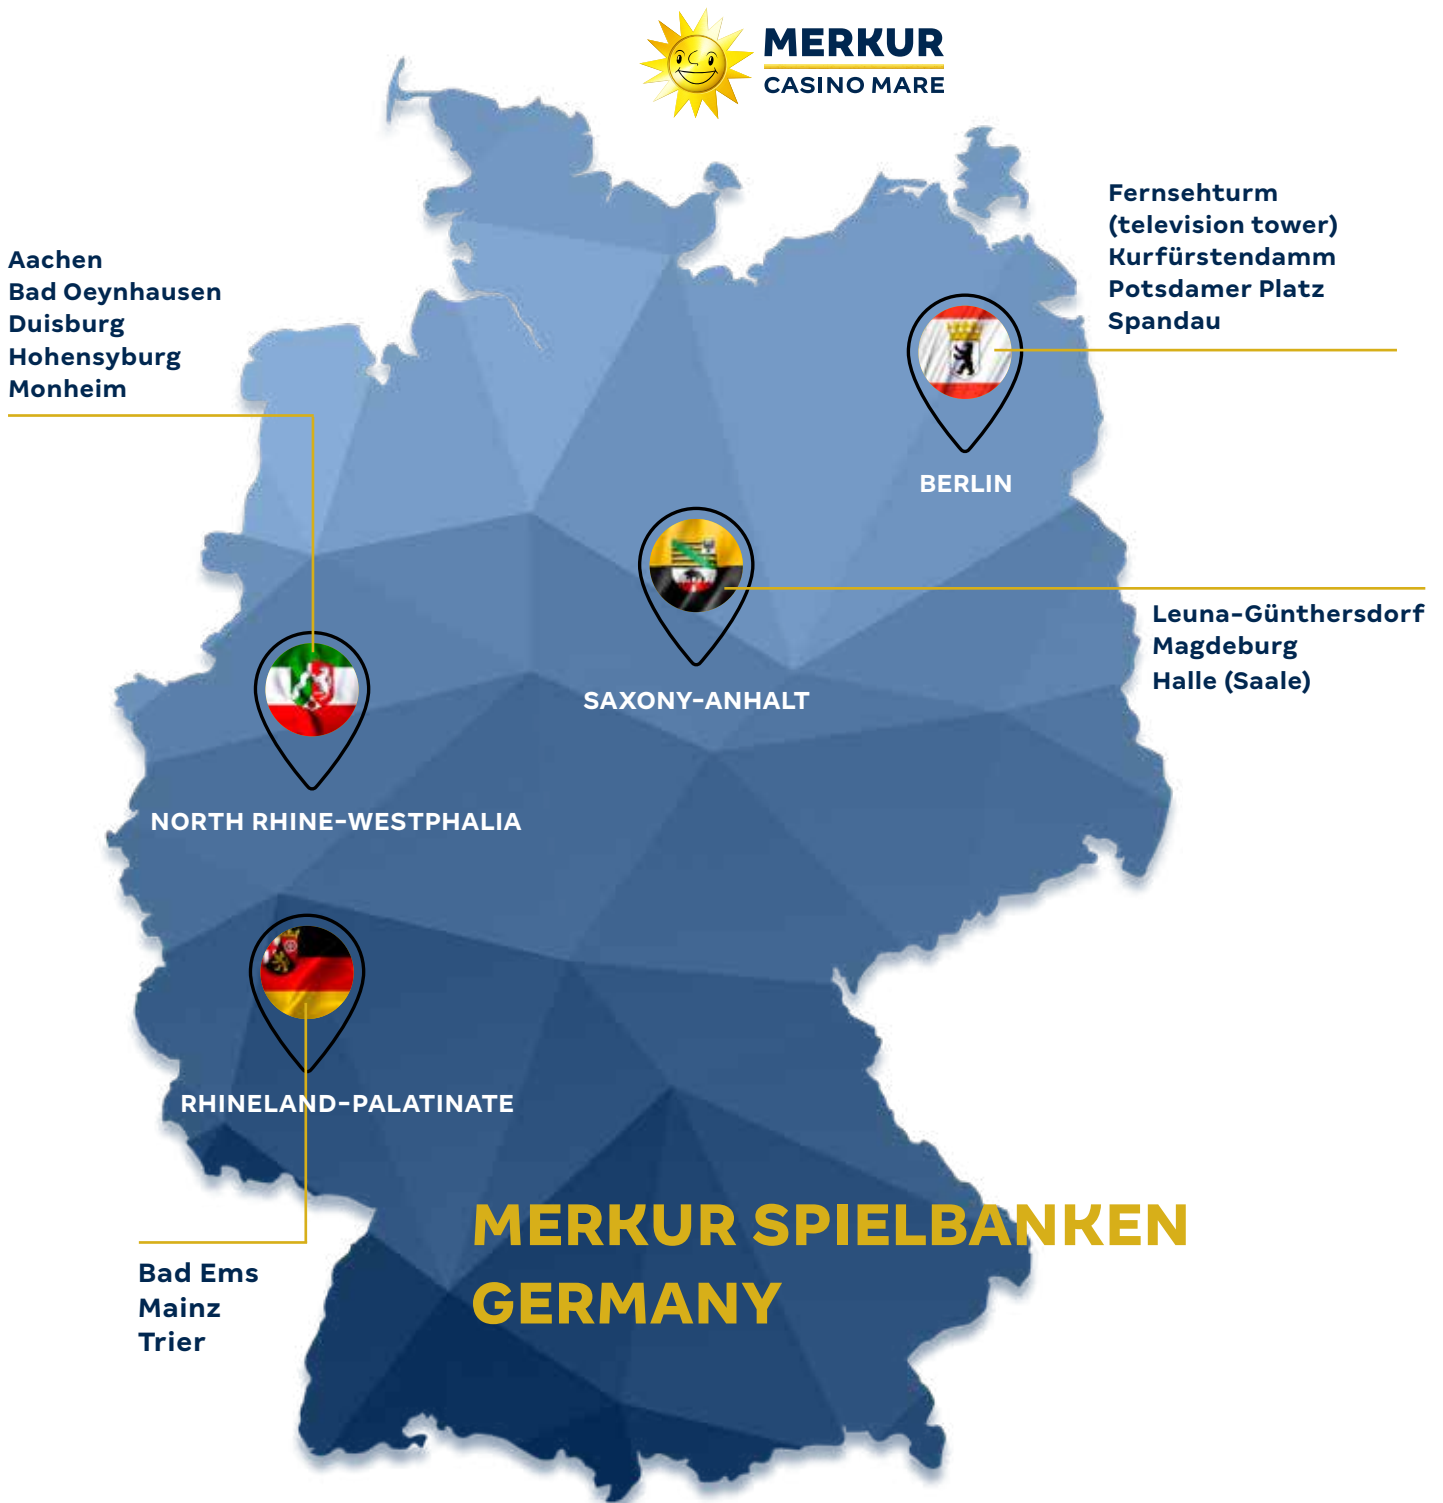 MERKUR
CASINO MARE
Fernsehturm
(television tower)
Kurfürstendamm
Potsdamer Platz
Spandau
Aachen
Bad Oeynhausen
Duisburg
Hohensyburg
Monheim
BERLIN
Leuna-Günthersdorf
Magdeburg
Halle (Saale)
SAXONY-ANHALT
NORTH RHINE-WESTPHALIA
RHINELAND-PALATINATE
MERKUR SPIELBANKEN
GERMANY
Bad Ems
Mainz
Trier